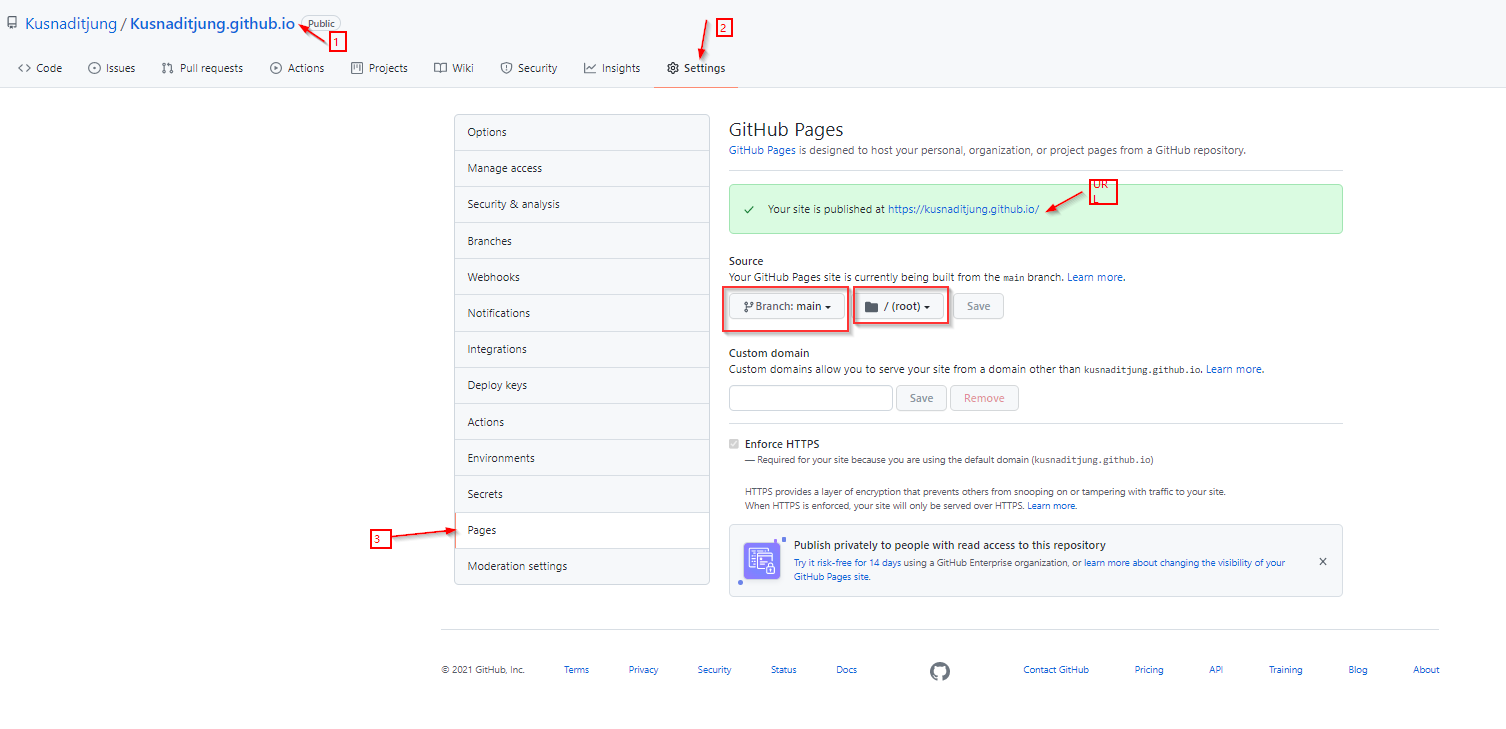 Kusnaditjung / Kusnaditjung.github.io Public
1
2
Code Issues Pull requests Actions Projects Wiki Security Insights Settings
Options
Manage access
Security & analysis
Branches
Webhooks
Notifications
Integrations
Deploy keys
Actions
Environments
Secrets
3
Pages
Moderation settings
GitHub Pages
GitHub Pages is designed to host your personal, organization, or project pages from a GitHub repository.
UR
L
Your site is published at https://kusnaditjung.github.io/
Source
Your GitHub Pages site is currently being built from the main branch. Learn more.
Branch: main / (root) Save
Custom domain
Custom domains allow you to serve your site from a domain other than kusnaditjung.github.io. Learn more.
Save Remove
Enforce HTTPS
— Required for your site because you are using the default domain (kusnaditjung.github.io)
HTTPS provides a layer of encryption that prevents others from snooping on or tampering with traffic to your site.
When HTTPS is enforced, your site will only be served over HTTPS. Learn more.
Publish privately to people with read access to this repository
Try it risk-free for 14 days using a GitHub Enterprise organization, or learn more about changing the visibility of your
GitHub Pages site.
© 2021 GitHub, Inc. Terms Privacy Security Status Docs Contact GitHub Pricing API Training Blog About